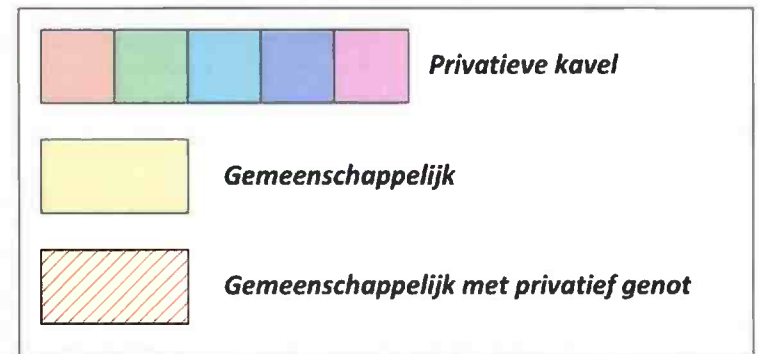 Privatieve kavel
Gemeenschappelijk
Gemeenschappelijk met privatief genot